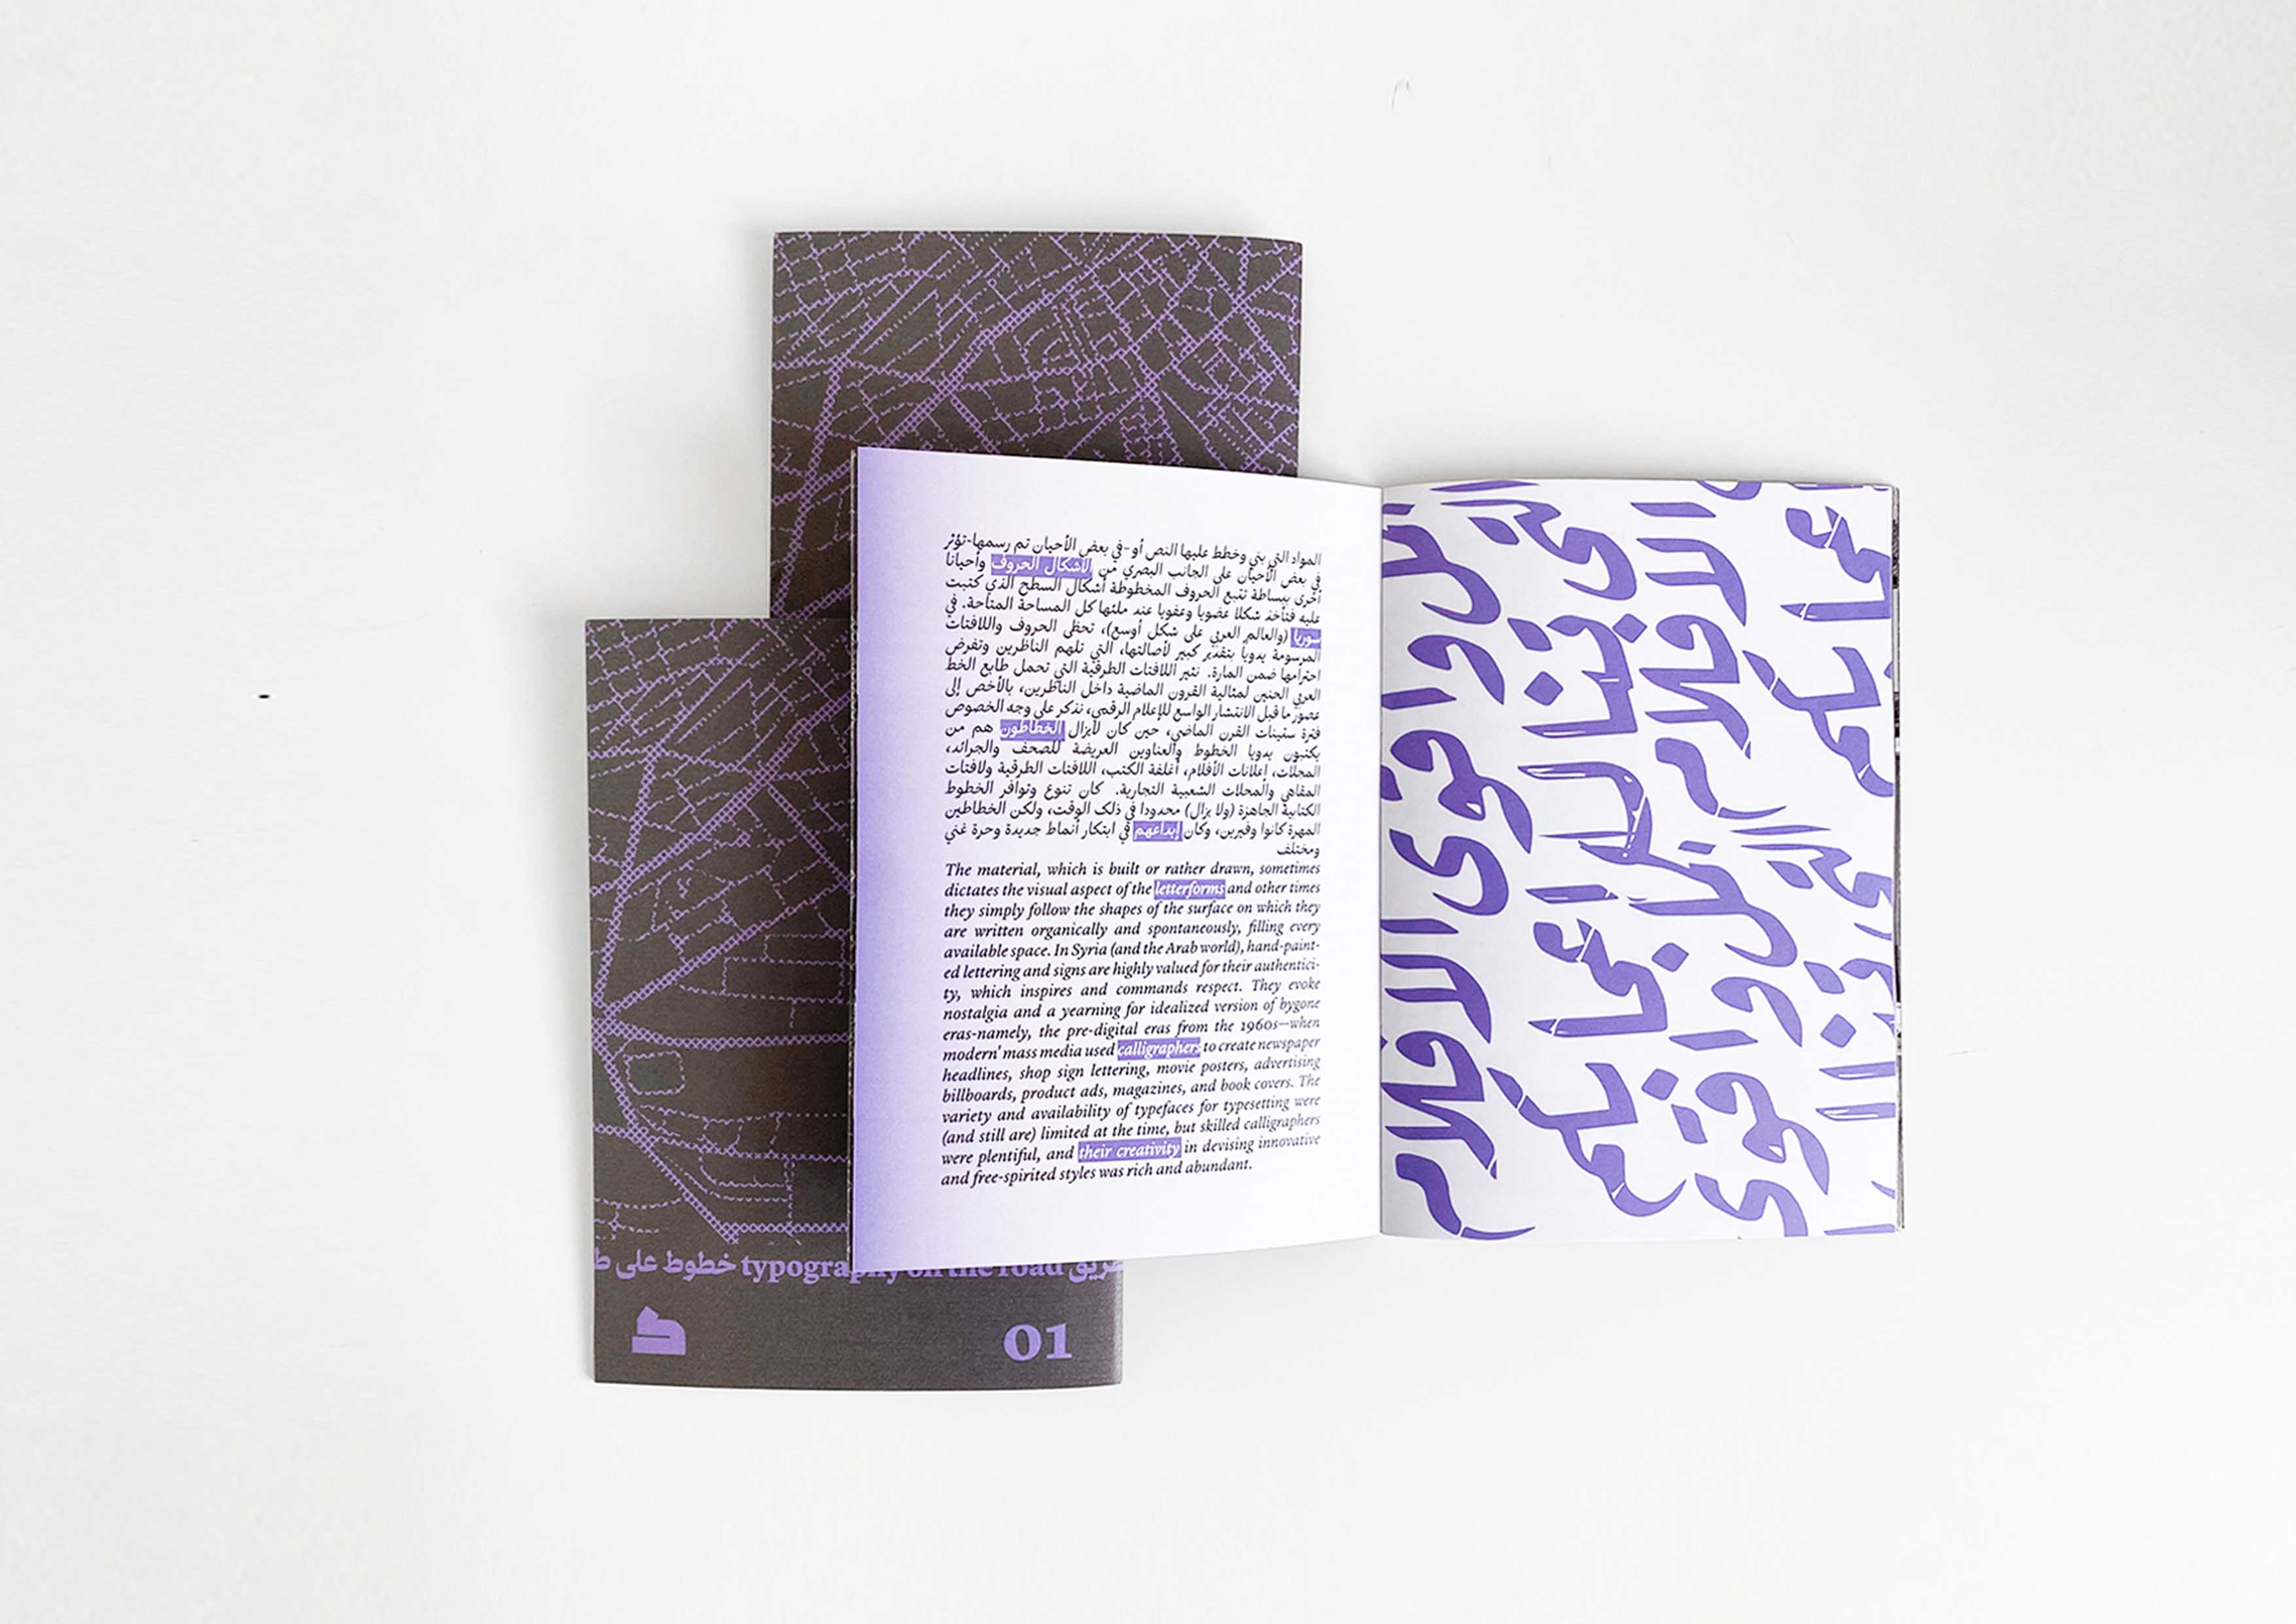 المواد التي بني وخطط عليها النص أو-في بعض الأحيان تم رسمها-تؤثر
في بعض الأحيان على الجانب البصري من لأشكال الحروف وأحيانا
أخرى ببساطة تتبع الحروف المخطوطة أشكال السطح الذي كتبت
عليه فتأخذ شكلا عضويا وعفويا عند ملئها كل المساحة المتاحة. في
سوريا (والعالم العربي على شكل أوسع)، تحظى الحروف واللافتات
المرسومة يدويا بتقدير كبير لأصالتها، التي تلهم الناظرين وتفرض
احترامها ضمن المارة. تثير اللافتات الطرقية التي تحمل طابع الخط
العربي الحنين لمثالية القرون الماضية داخل الناظرين، بالأخص إلى
عصور ما قبل الانتشار الواسع للإعلام الرقمي، نذكر على وجه الخصوص
فترة ستينات القرن الماضي، حين كان لايزال الخطاطون هم من
يكتبون يدويا الخطوط والعناوين العريضة للصحف والجرائد،
المجلات، إعلانات الأفلام، أغلفة الكتب، اللافتات الطرقية ولافتات
المقاهي والمحلات الشعبية التجارية. كان تنوع وتوافر الخطوط
الكتابية الجاهزة (ولا يزال) محدودا في ذلك الوقت، ولكن الخطاطين
المهرة كانوا وفيرين، وكان إبداعهم في ابتكار أنماط جديدة وحرة غني
ومختلف
The material, which is built or rather drawn, sometimes
dictates the visual aspect of the letterforms and other times
they simply follow the shapes of the surface on which they
are written organically and spontaneously, filling every
available space. In Syria (and the Arab world), hand-paint-
ed lettering and signs are highly valued for their authentici-
ty, which inspires and commands respect. They evoke
nostalgia and a yearning for idealized version of bygone
eras-namely, the pre-digital eras from the 1960s—when
modern' mass media used calligraphers to create newspaper
headlines, shop sign lettering, movie posters, advertising
billboards, product ads, magazines, and book covers. The
variety and availability of typefaces for typesetting were
(and still are) limited at the time, but skilled calligraphers
were plentiful, and their creativity in devising innovative
and free-spirited styles was rich and abundant.
خطوط على ط typography on the road ريق
01